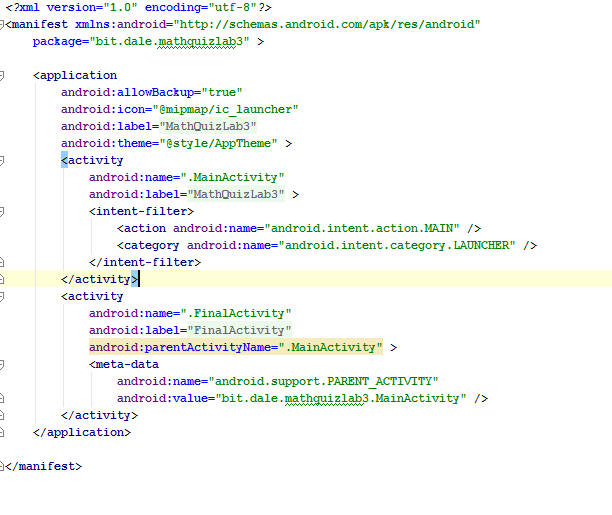 <?xml version="1.0" encoding="utf-8"?>
<manifest xmlns:android="http://schemas.android.com/apk/res/android"
    package="bit.dale.mathquizlab3" >
    <application
        android:allowBackup="true"
        android:icon="@mipmap/ic_launcher"
        android:label="MathQuizLab3"
        android:theme="@style/AppTheme" >
        <activity
            android:name=".MainActivity"
            android:label="MathQuizLab3" >
            <intent-filter>
                <action android:name="android.intent.action.MAIN" />
                <category android:name="android.intent.category.LAUNCHER" />
            </intent-filter>
        </activity>
        <activity
            android:name=".FinalActivity"
            android:label="FinalActivity"
            android:parentActivityName=".MainActivity" >
            <meta-data
                android:name="android.support.PARENT_ACTIVITY"
                android:value="bit.dale.mathquizlab3.MainActivity" />
        </activity>
    </application>
</manifest>